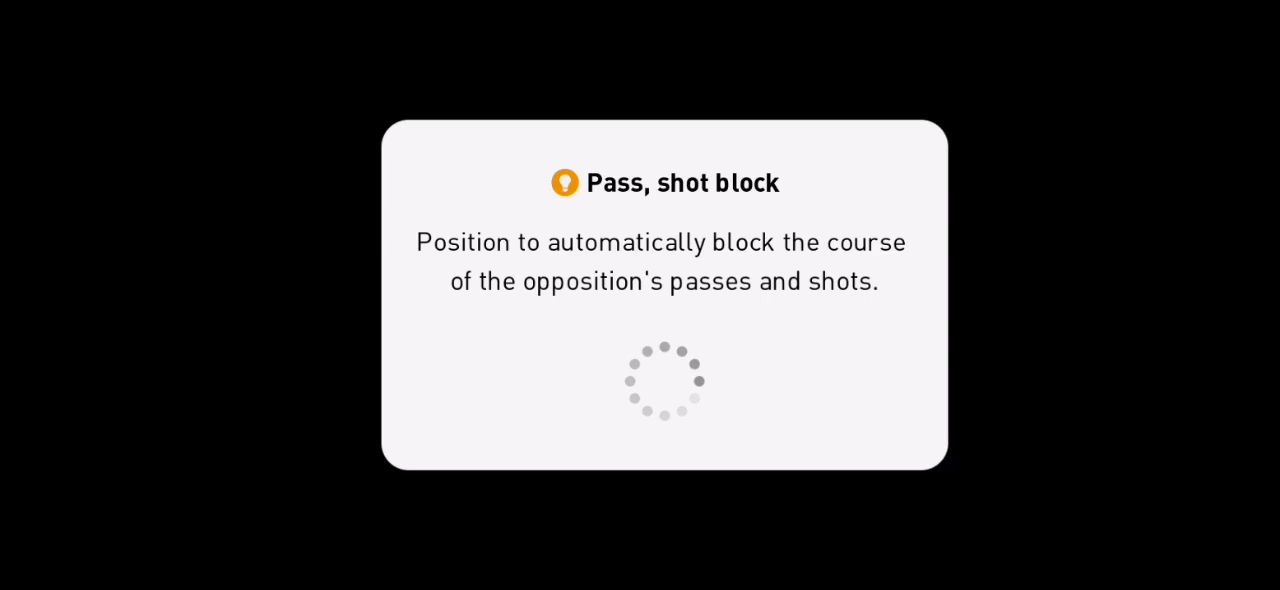 Pass, shot block
Position to automatically block the course
of the opposition's passes and shots.